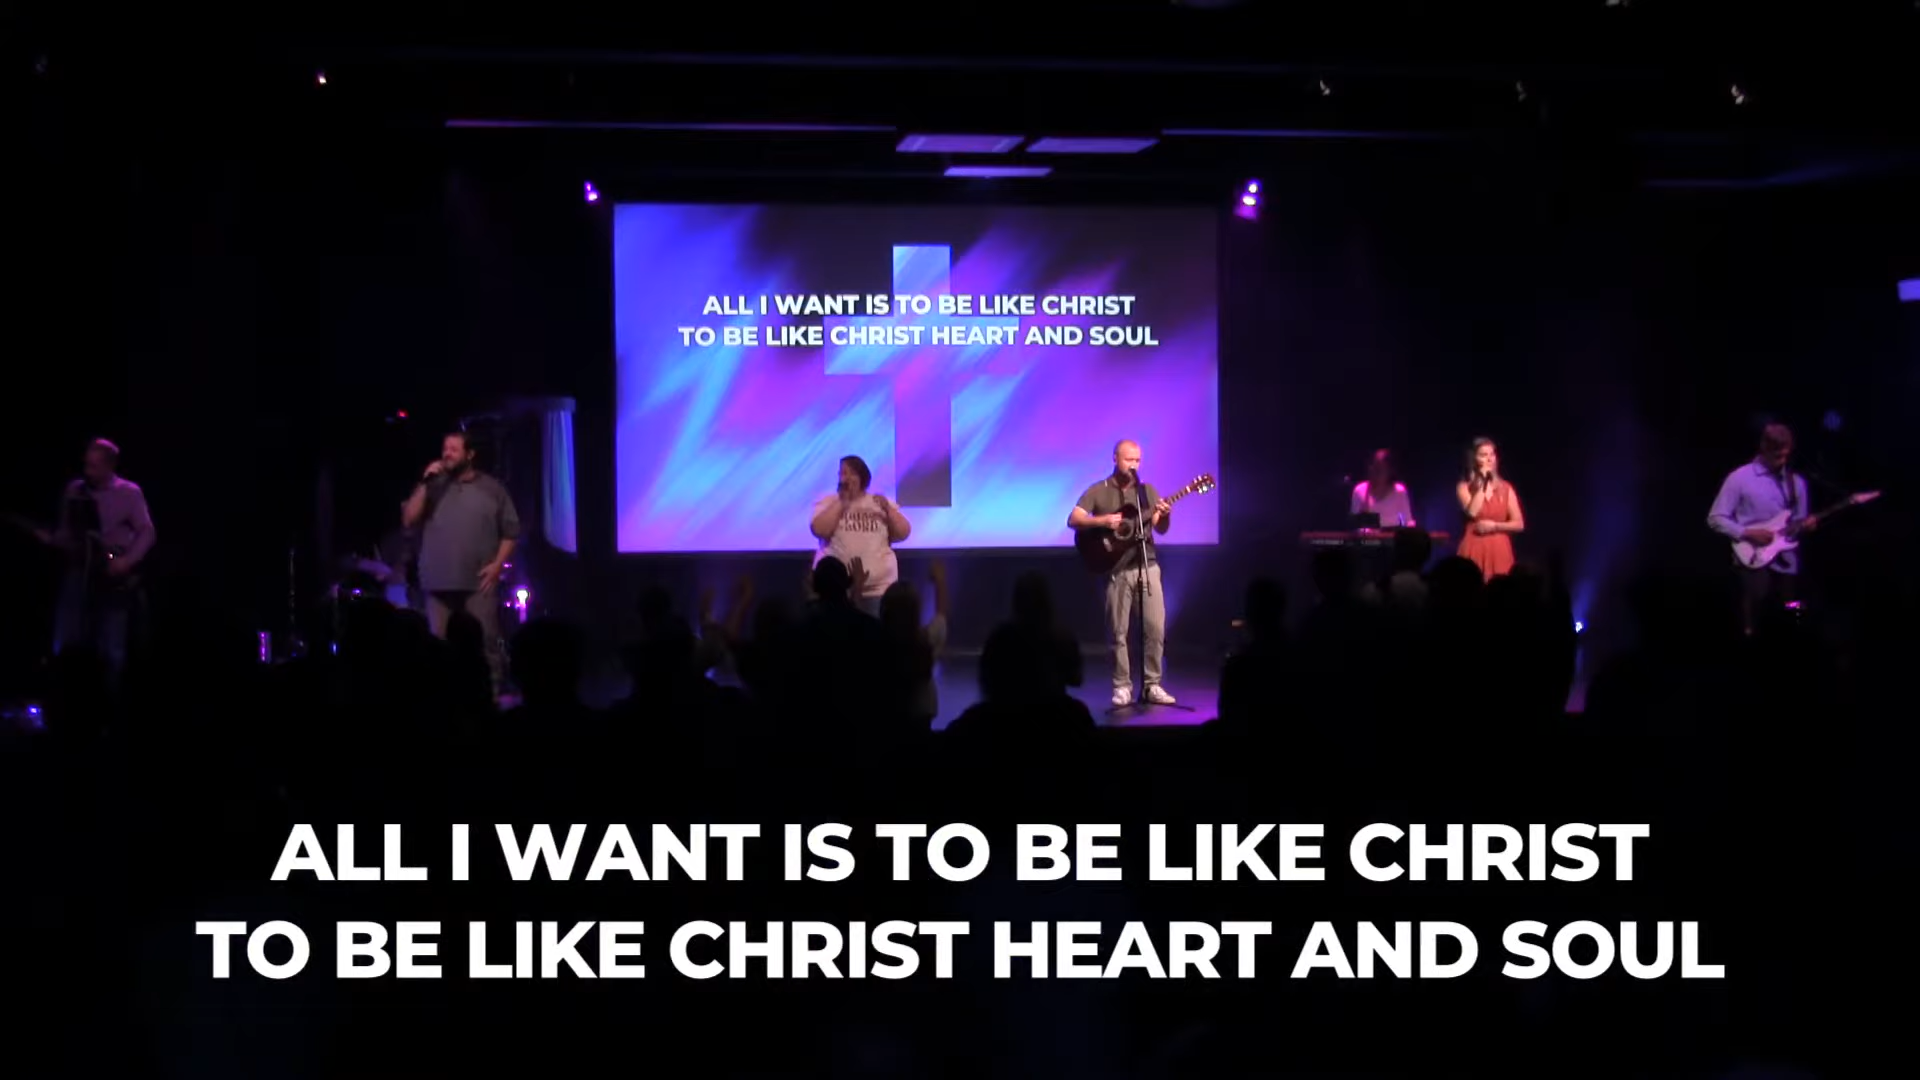 ALL I WANT IS TO BE LIKE CHRIST
TO BE LIKE CHRIST HEART AND SOUL
LORD
ALL I WANT IS TO BE LIKE CHRIST
TO BE LIKE CHRIST HEART AND SOUL